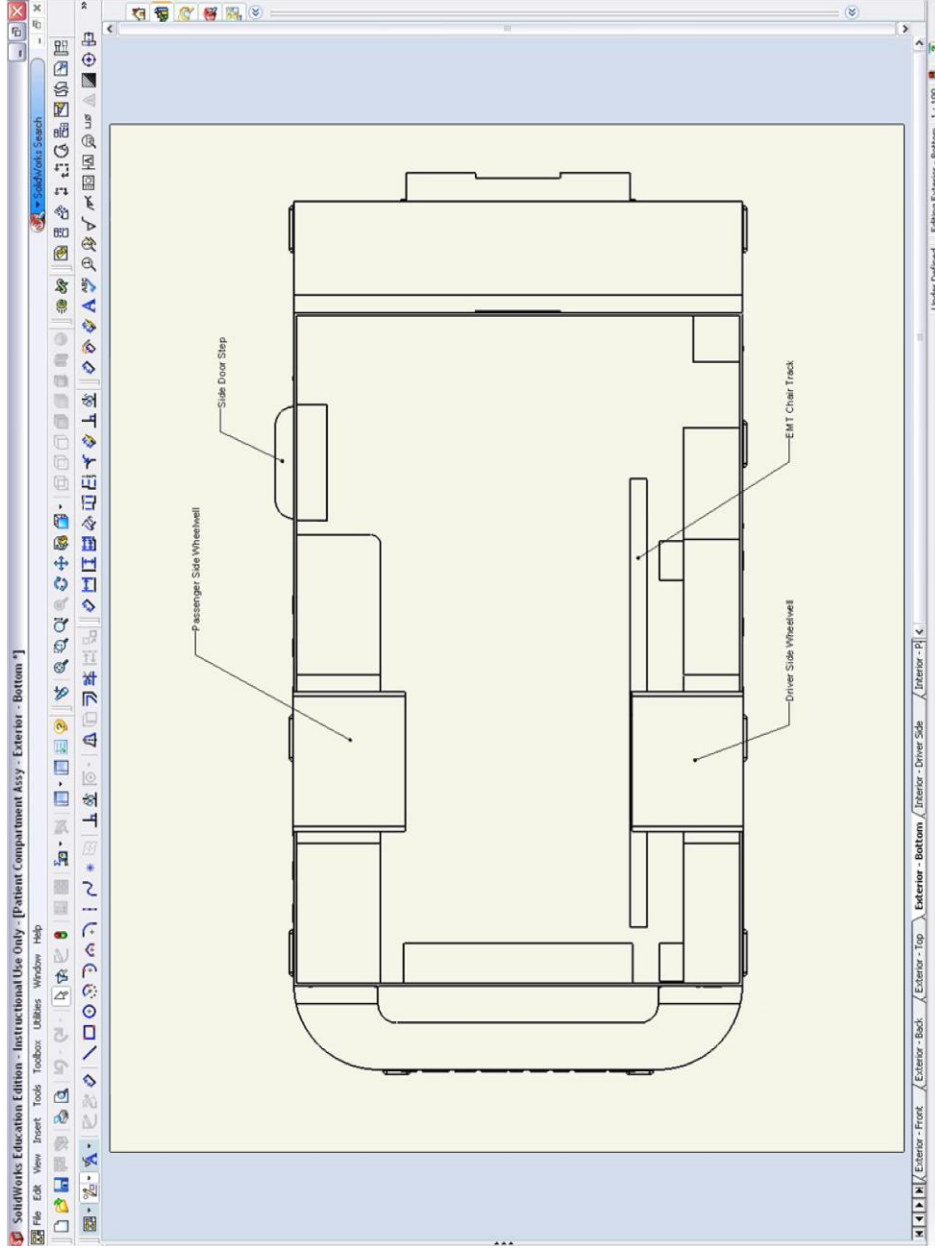 SolidWorks Education Edition - Instructional Use Only - [Patient Compartment Assy - Exterior - Bottom *]
File Edit View Insert Tools Toolbox Utilities Window Help
SolidWorks Search
Side Door Step
Passenger Side Wheelwell
EMT Chair Track
Driver Side Wheelwell
Exterior - Front
Exterior - Back
Exterior - Top
Exterior - Bottom
Interior - Driver Side
Interior - P
Under Defined
Editing Exterior - Bottom
1 : 100